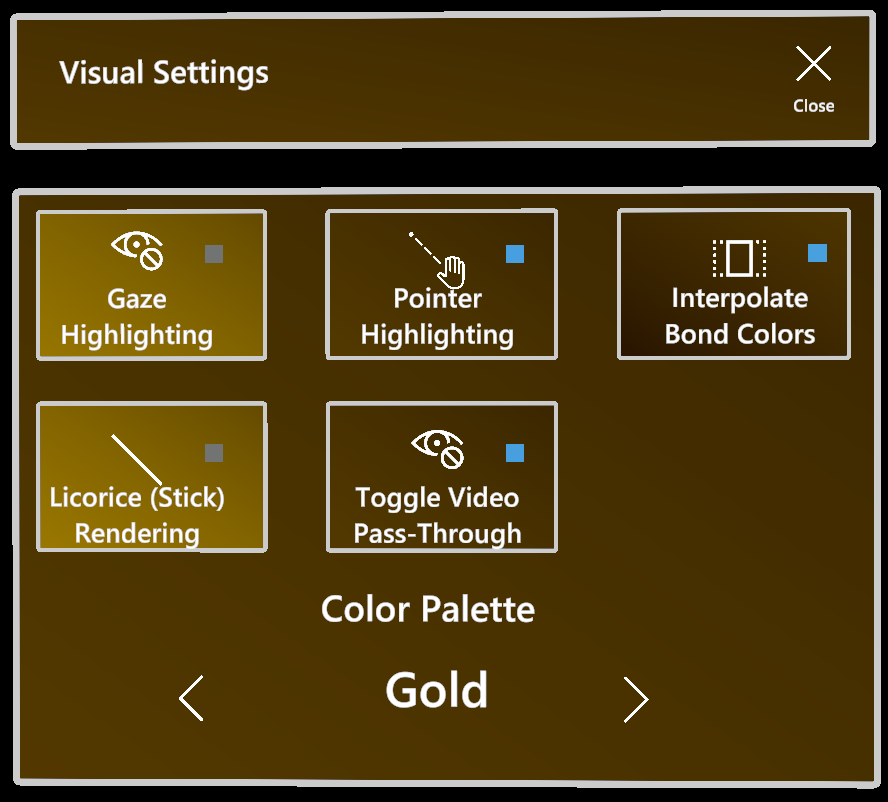 Visual Settings
Close
Gaze
Highlighting
Pointer
Highlighting
Interpolate
Bond Colors
Licorice (Stick)
Rendering
Toggle Video
Pass-Through
Color Palette
Gold